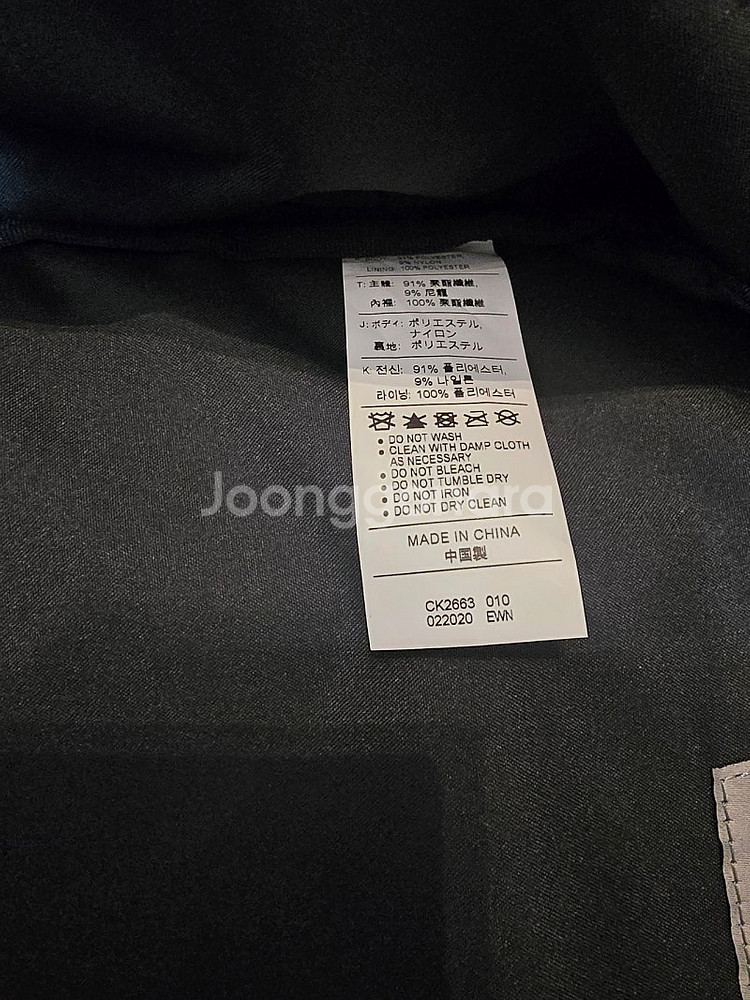 91% POLYESTER,
9% NYLON
LINING: 100% POLYESTER
T: 主體: 91% 聚酯纖維,
9% 尼龍
內裡: 100% 聚酯纖維
J: ボディ: ポリエステル,
ナイロン
裏地: ポリエステル
K: 전신: 91% 폴리에스터,
9% 나일론
라이닝: 100% 폴리에스터
• DO NOT WASH
• CLEAN WITH DAMP CLOTH
AS NECESSARY
• DO NOT BLEACH
• DO NOT TUMBLE DRY
• DO NOT IRON
• DO NOT DRY CLEAN
Joonggonara
MADE IN CHINA
中国製
CK2663 010
022020 EWN